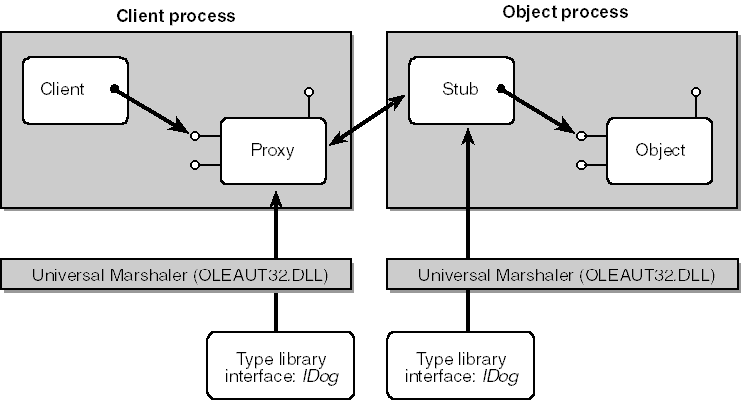 Client process
Object process
Client
Stub
Proxy
Object
Universal Marshaler (OLEAUT32.DLL)
Universal Marshaler (OLEAUT32.DLL)
Type library
interface: IDog
Type library
interface: IDog